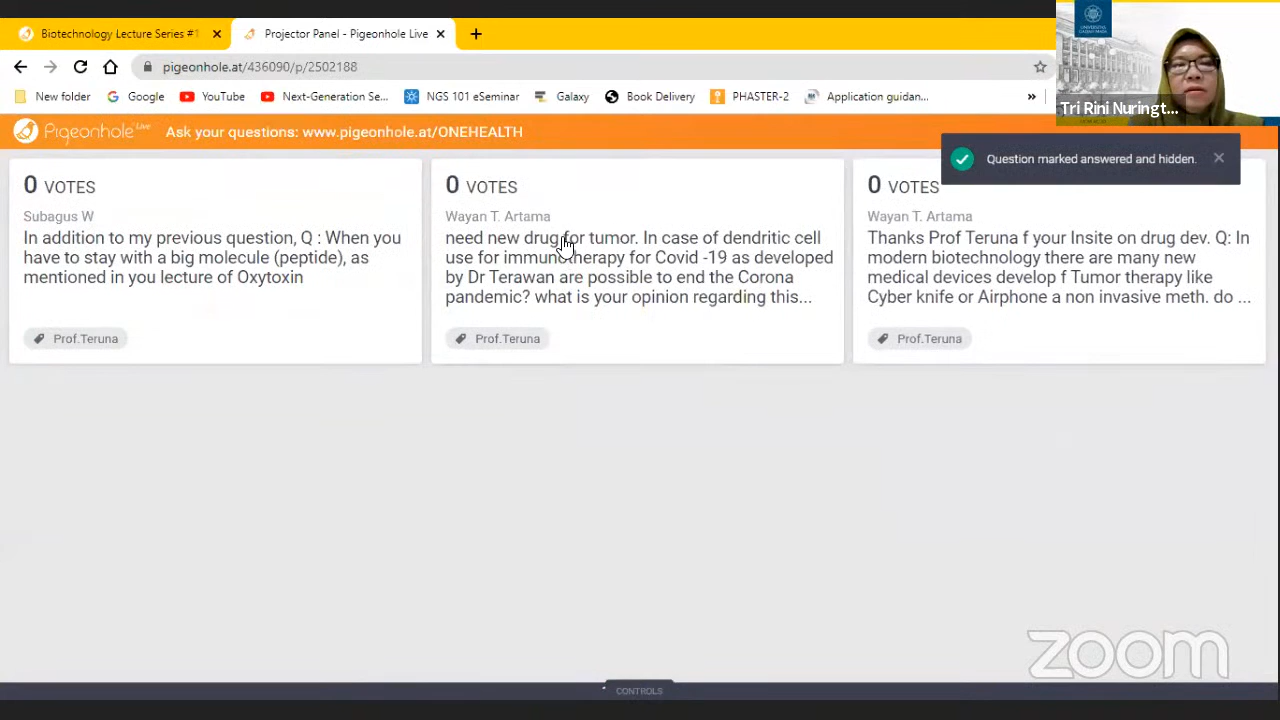 Biotechnology Lecture Series #1
Projector Panel - Pigeonhole Live
pigeonhole.at/436090/p/2502188
New folder
Google
YouTube
Next-Generation Se...
NGS 101 eSeminar
Galaxy
Book Delivery
PHASTER-2
Application guidan...
»
Tri Rini Nuringt...
Pigeonhole Live
Ask your questions: www.pigeonhole.at/ONEHEALTH
Question marked answered and hidden.
0 VOTES
Subagus W
In addition to my previous question, Q : When you
have to stay with a big molecule (peptide), as
mentioned in you lecture of Oxytoxin
Prof.Teruna
0 VOTES
Wayan T. Artama
need new drug for tumor. In case of dendritic cell
use for immunotherapy for Covid -19 as developed
by Dr Terawan are possible to end the Corona
pandemic? what is your opinion regarding this...
Prof.Teruna
0 VOTES
Wayan T. Artama
Thanks Prof Teruna f your Insite on drug dev. Q: In
modern biotechnology there are many new
medical devices develop f Tumor therapy like
Cyber knife or Airphone a non invasive meth. do ...
Prof.Teruna
zoom
CONTROLS